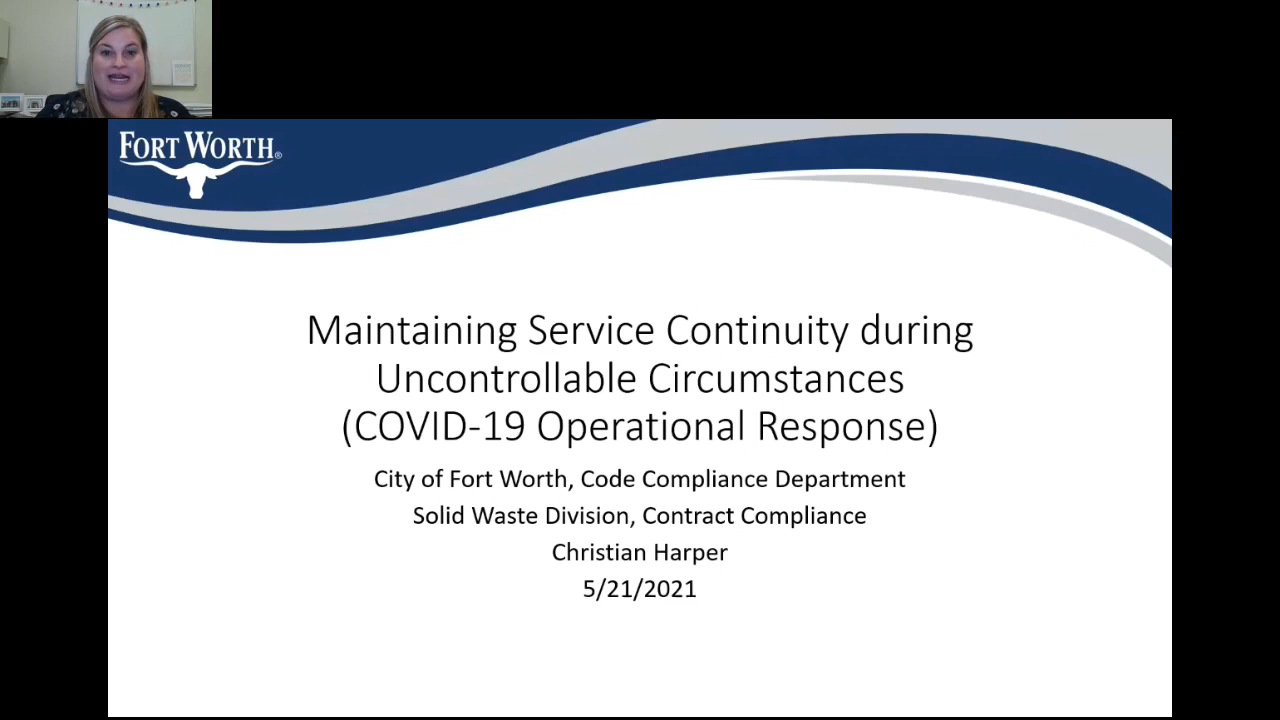 FORT WORTH®
Maintaining Service Continuity during
Uncontrollable Circumstances
(COVID-19 Operational Response)
City of Fort Worth, Code Compliance Department
Solid Waste Division, Contract Compliance
Christian Harper
5/21/2021